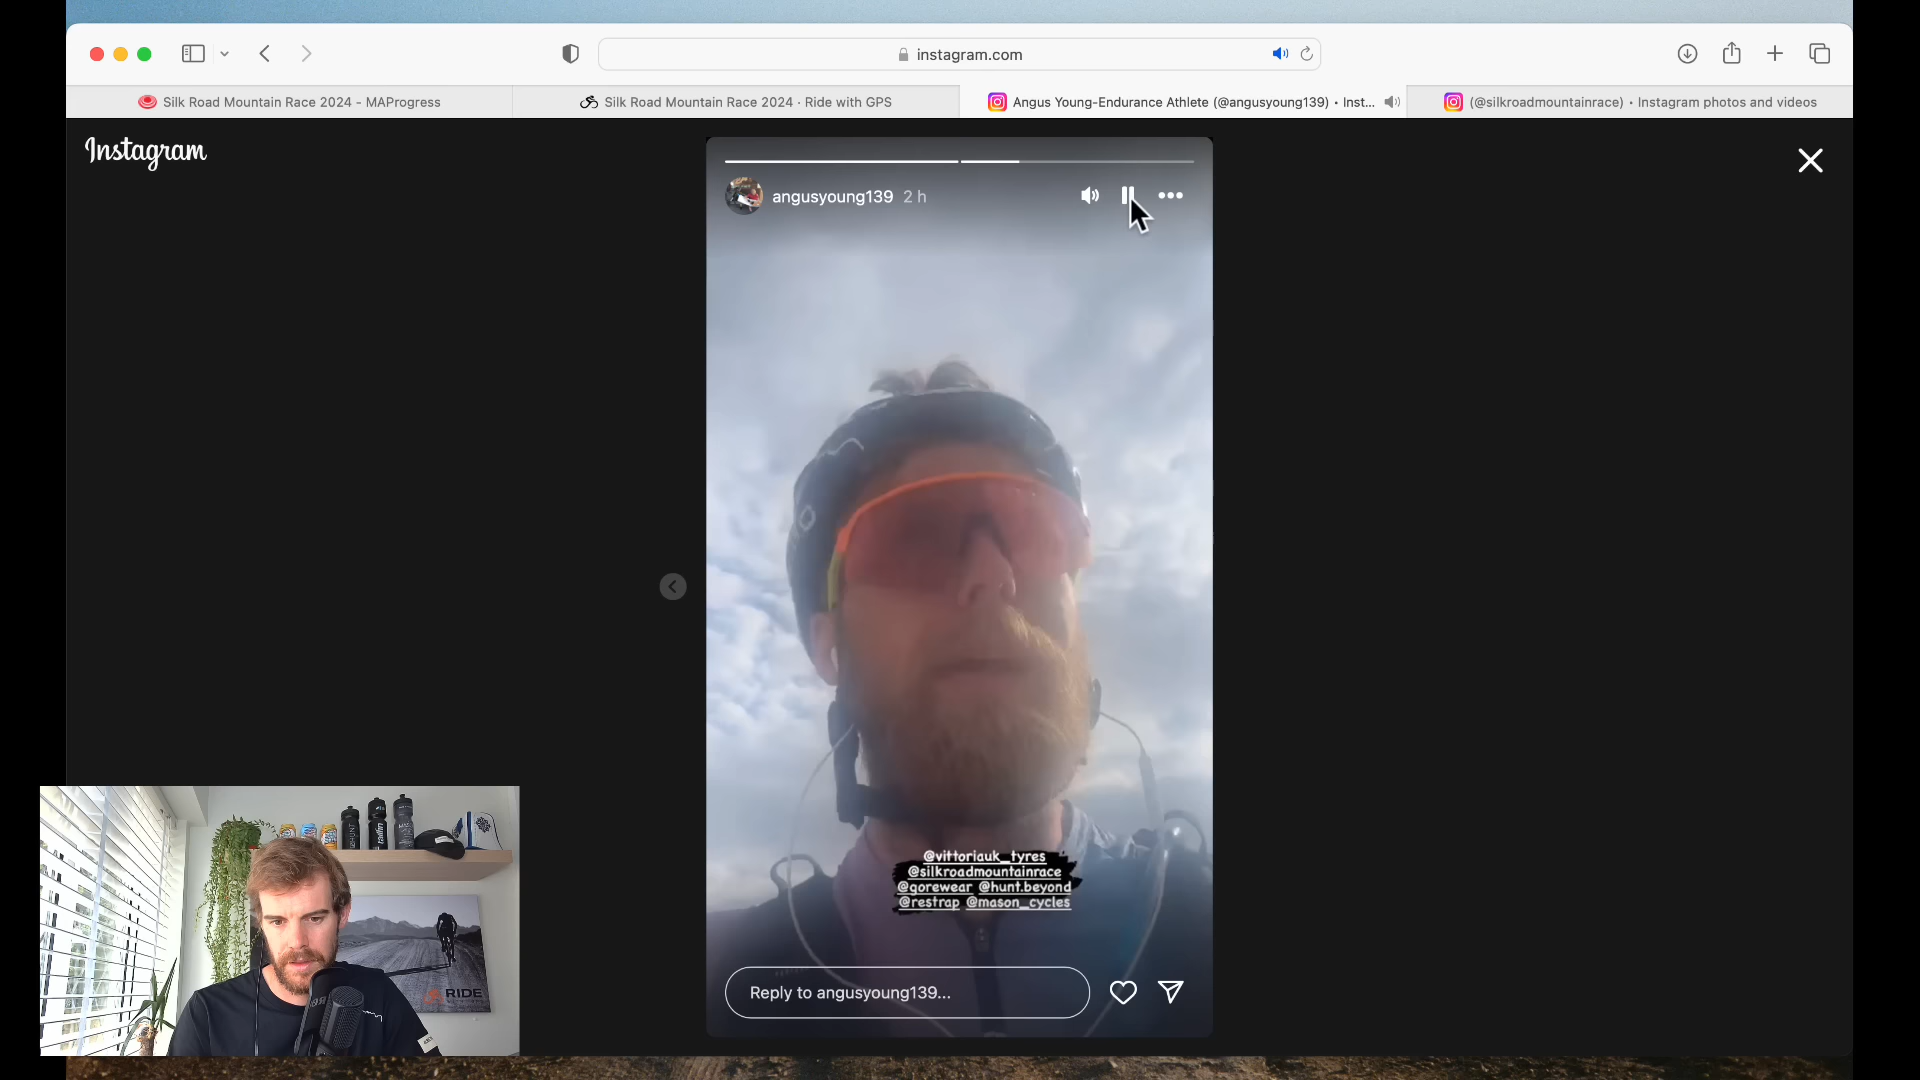 instagram.com
Silk Road Mountain Race 2024 - MAProgress
Silk Road Mountain Race 2024 · Ride with GPS
Angus Young-Endurance Athlete (@angusyoung139) • Inst...
(@silkroadmountainrace) • Instagram photos and videos
Instagram
angusyoung139 2 h
@vittoriauk_tyres
@silkroadmountainrace
@gorewear @hunt.beyond
@restrap @mason_cycles
Reply to angusyoung139...
RIDE